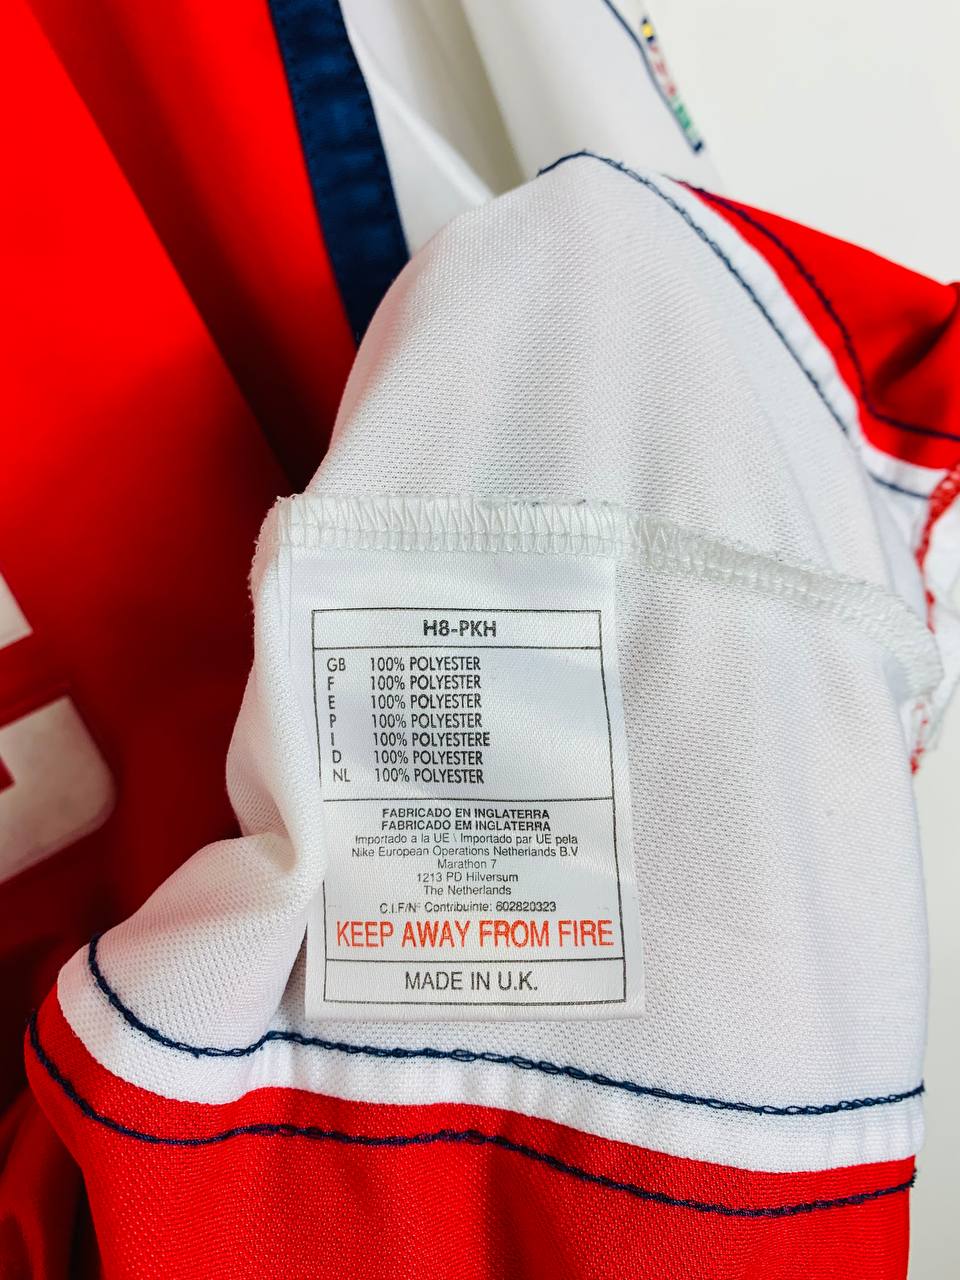 H8-PKH
GB 100% POLYESTER
F 100% POLYESTER
E 100% POLYESTER
P 100% POLYESTER
I 100% POLYESTERE
D 100% POLYESTER
NL 100% POLYESTER
FABRICADO EN INGLATERRA
FABRICADO EM INGLATERRA
Importado a la UE \ Importado par UE pela
Nike European Operations Netherlands B.V
Marathon 7
1213 PD Hilversum
The Netherlands
C.I.F/N° Contribuinte: 602820323
KEEP AWAY FROM FIRE
MADE IN U.K.